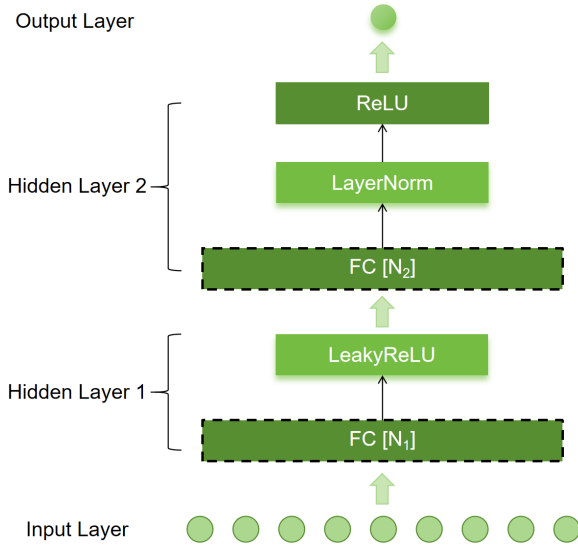 Output Layer
ReLU
LayerNorm
Hidden Layer 2
FC [N₂]
LeakyReLU
Hidden Layer 1
FC [N₁]
Input Layer